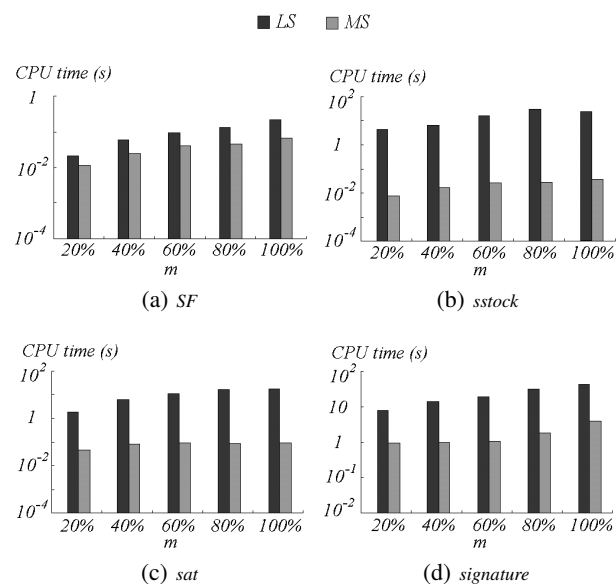 LS MS
CPU time (s)
1
10^-2
10^-4
20% 40% 60% 80% 100%
m
(a) SF
CPU time (s)
10^2
1
10^-2
10^-4
20% 40% 60% 80% 100%
m
(b) sstock
CPU time (s)
10^2
1
10^-2
10^-4
20% 40% 60% 80% 100%
m
(c) sat
CPU time (s)
10^2
10
1
10^-1
10^-2
20% 40% 60% 80% 100%
m
(d) signature